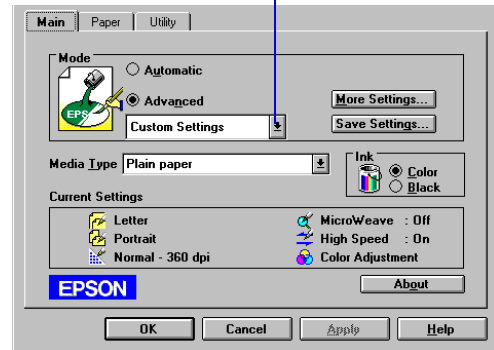 Main Paper Utility
Mode
Automatic
EPS
Advanced More Settings...
Custom Settings Save Settings...
Media Type Plain paper
Ink
Color
Black
Current Settings
Letter MicroWeave : Off
Portrait High Speed : On
Normal - 360 dpi Color Adjustment
EPSON About
OK Cancel Apply Help